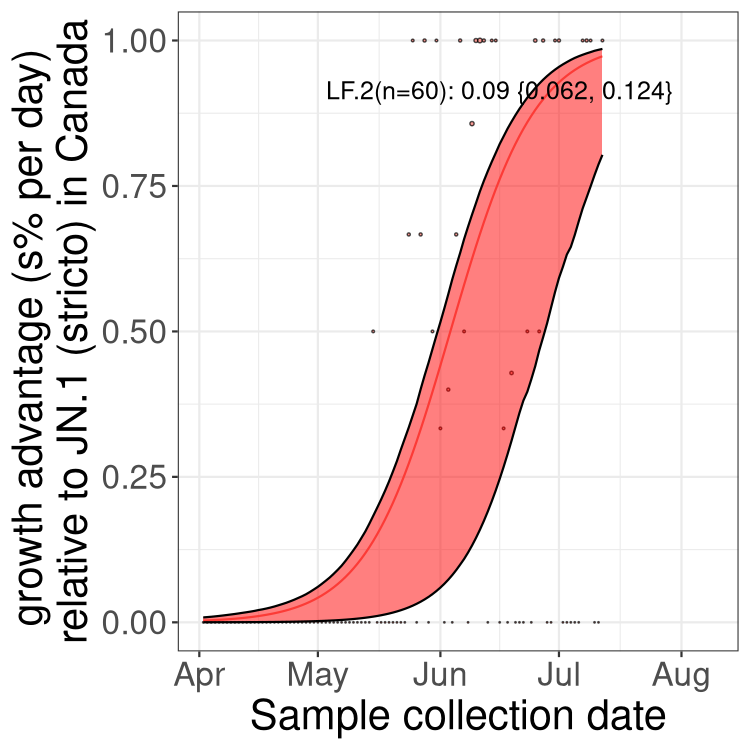 growth advantage (s% per day)
relative to JN.1 (stricto) in Canada
1.00
0.75
0.50
0.25
0.00
LF.2(n=60): 0.09 {0.062, 0.124}
Apr May Jun Jul Aug
Sample collection date